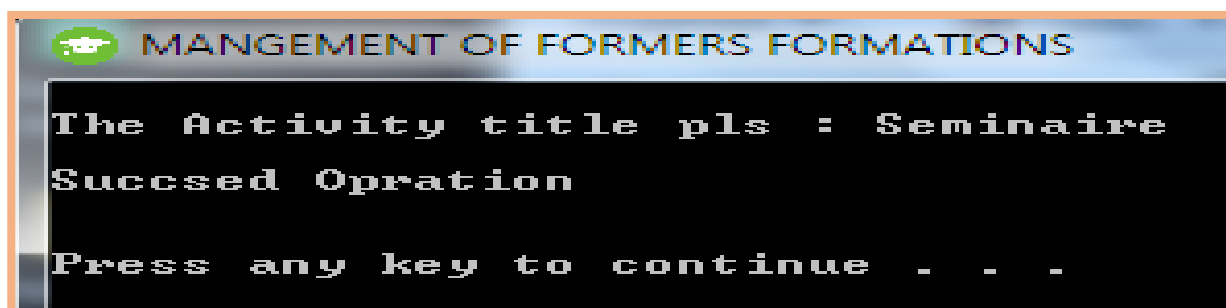 MANGEMENT OF FORMERS FORMATIONS
The Activity title pls : Seminaire
Succsed Opration
Press any key to continue . . .